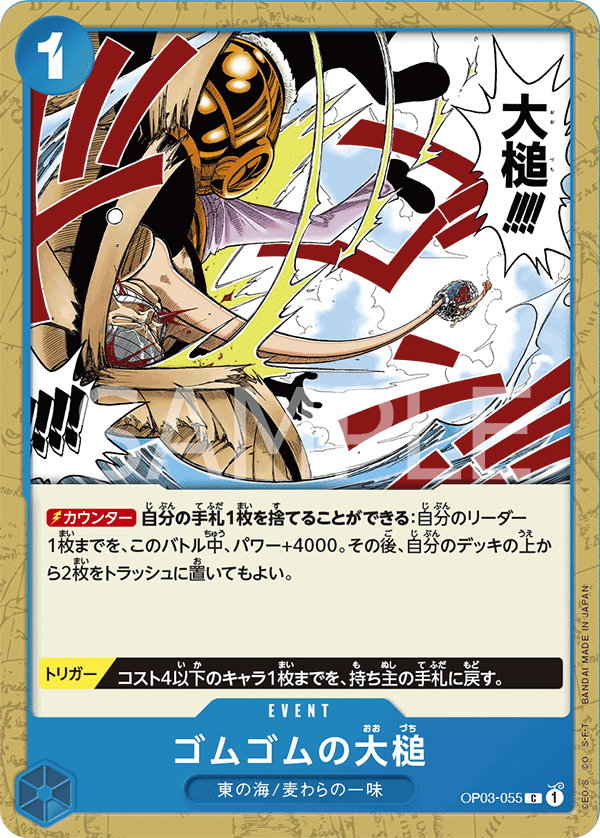 1
大槌!!!!
ゴムゴムの
!!!!
SAMPLE
カウンター 自分の手札1枚を捨てることができる：自分のリーダー
1枚までを、このバトル中、パワー+4000。その後、自分のデッキの上か
ら2枚をトラッシュに置いてもよい。
トリガー コスト4以下のキャラ1枚までを、持ち主の手札に戻す。
EVENT
ゴムゴムの大槌
東の海/麦わらの一味
OP03-055 C 1
©E.O/S. ©O/S・F・T BANDAI MADE IN JAPAN